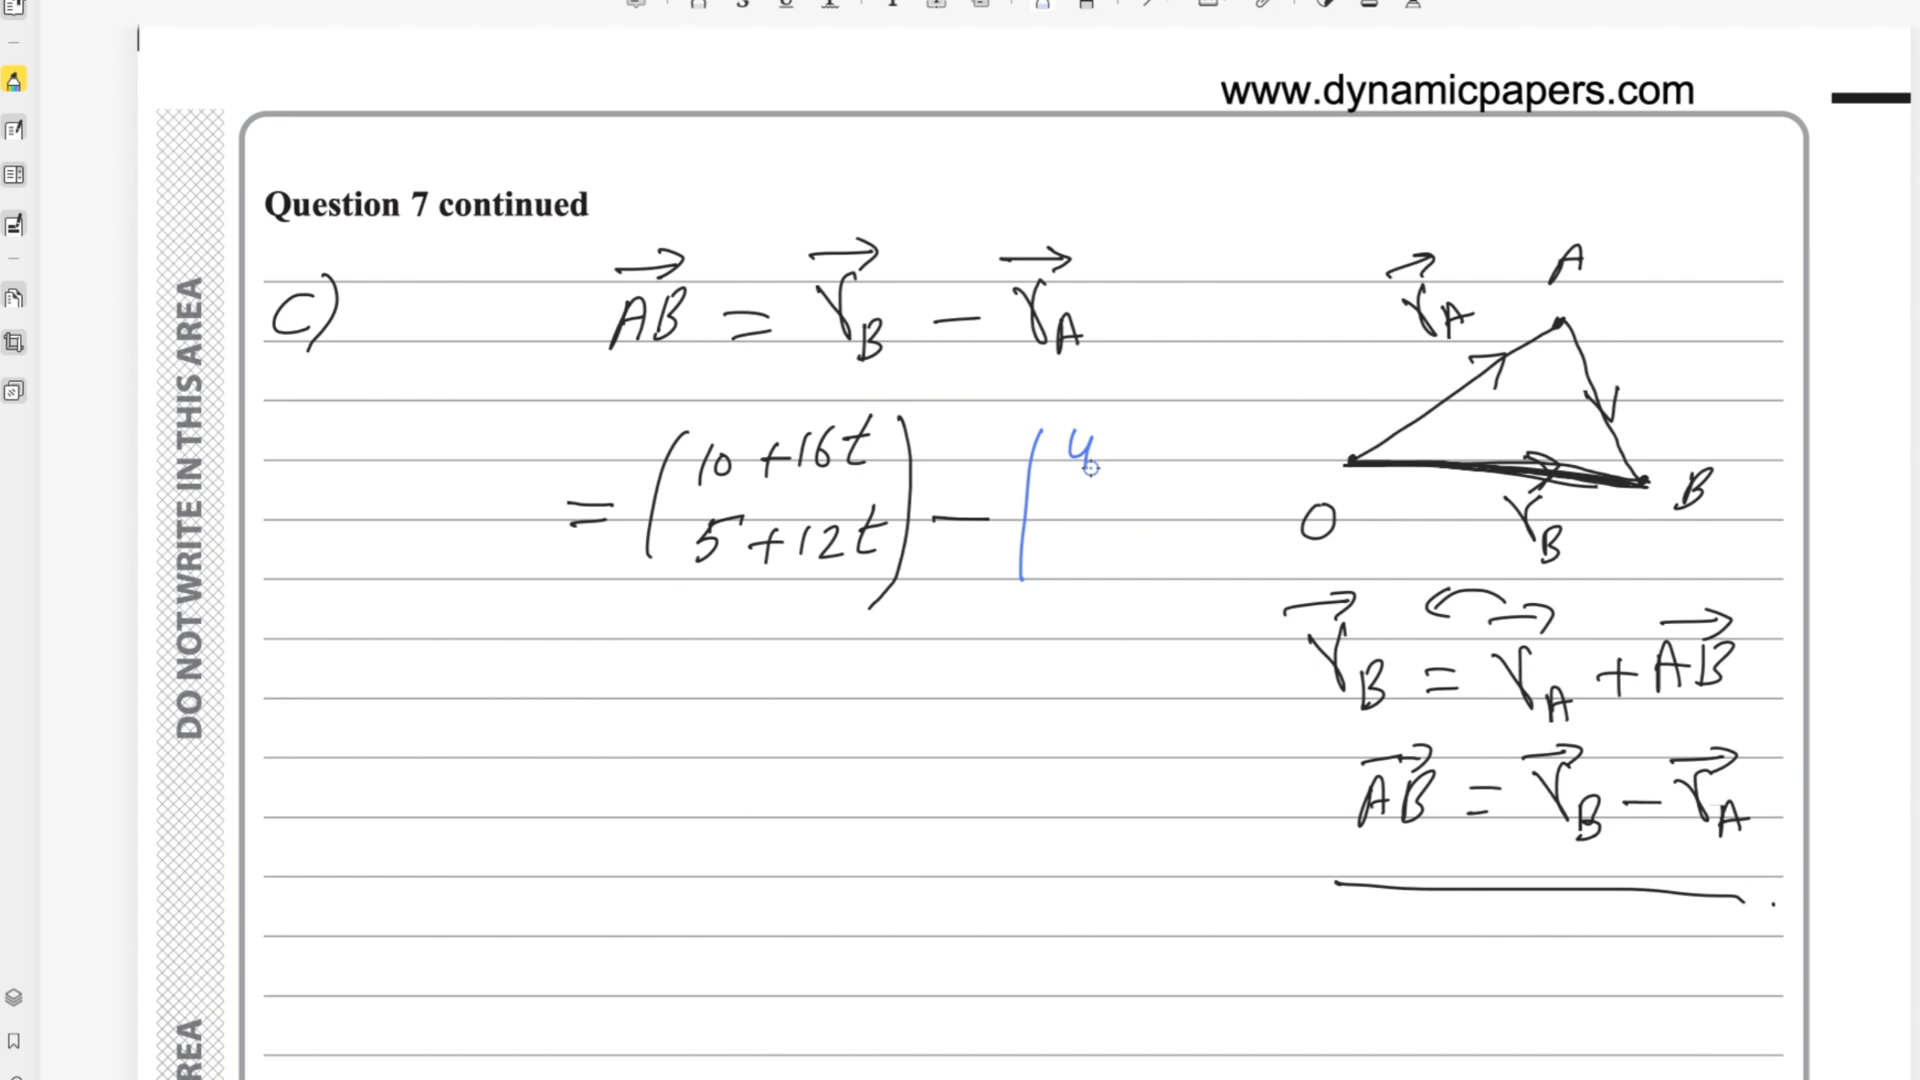 www.dynamicpapers.com
DO NOT WRITE IN THIS AREA
Question 7 continued
C) AB = r_B - r_A
= (10 + 16t
5 + 12t) - ( 4
r_A
A
O
r_B
B
r_B = r_A + AB
AB = r_B - r_A
REA